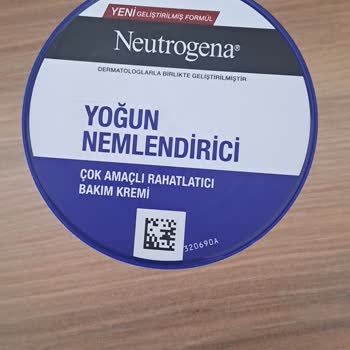 YENİ GELİŞTİRİLMİŞ FORMÜL
Neutrogena®
DERMATOLOGLARLA BİRLİKTE GELİŞTİRİLMİŞTİR
YOĞUN
NEMLENDİRİCİ
ÇOK AMAÇLI RAHATLATICI
BAKIM KREMİ
320690A